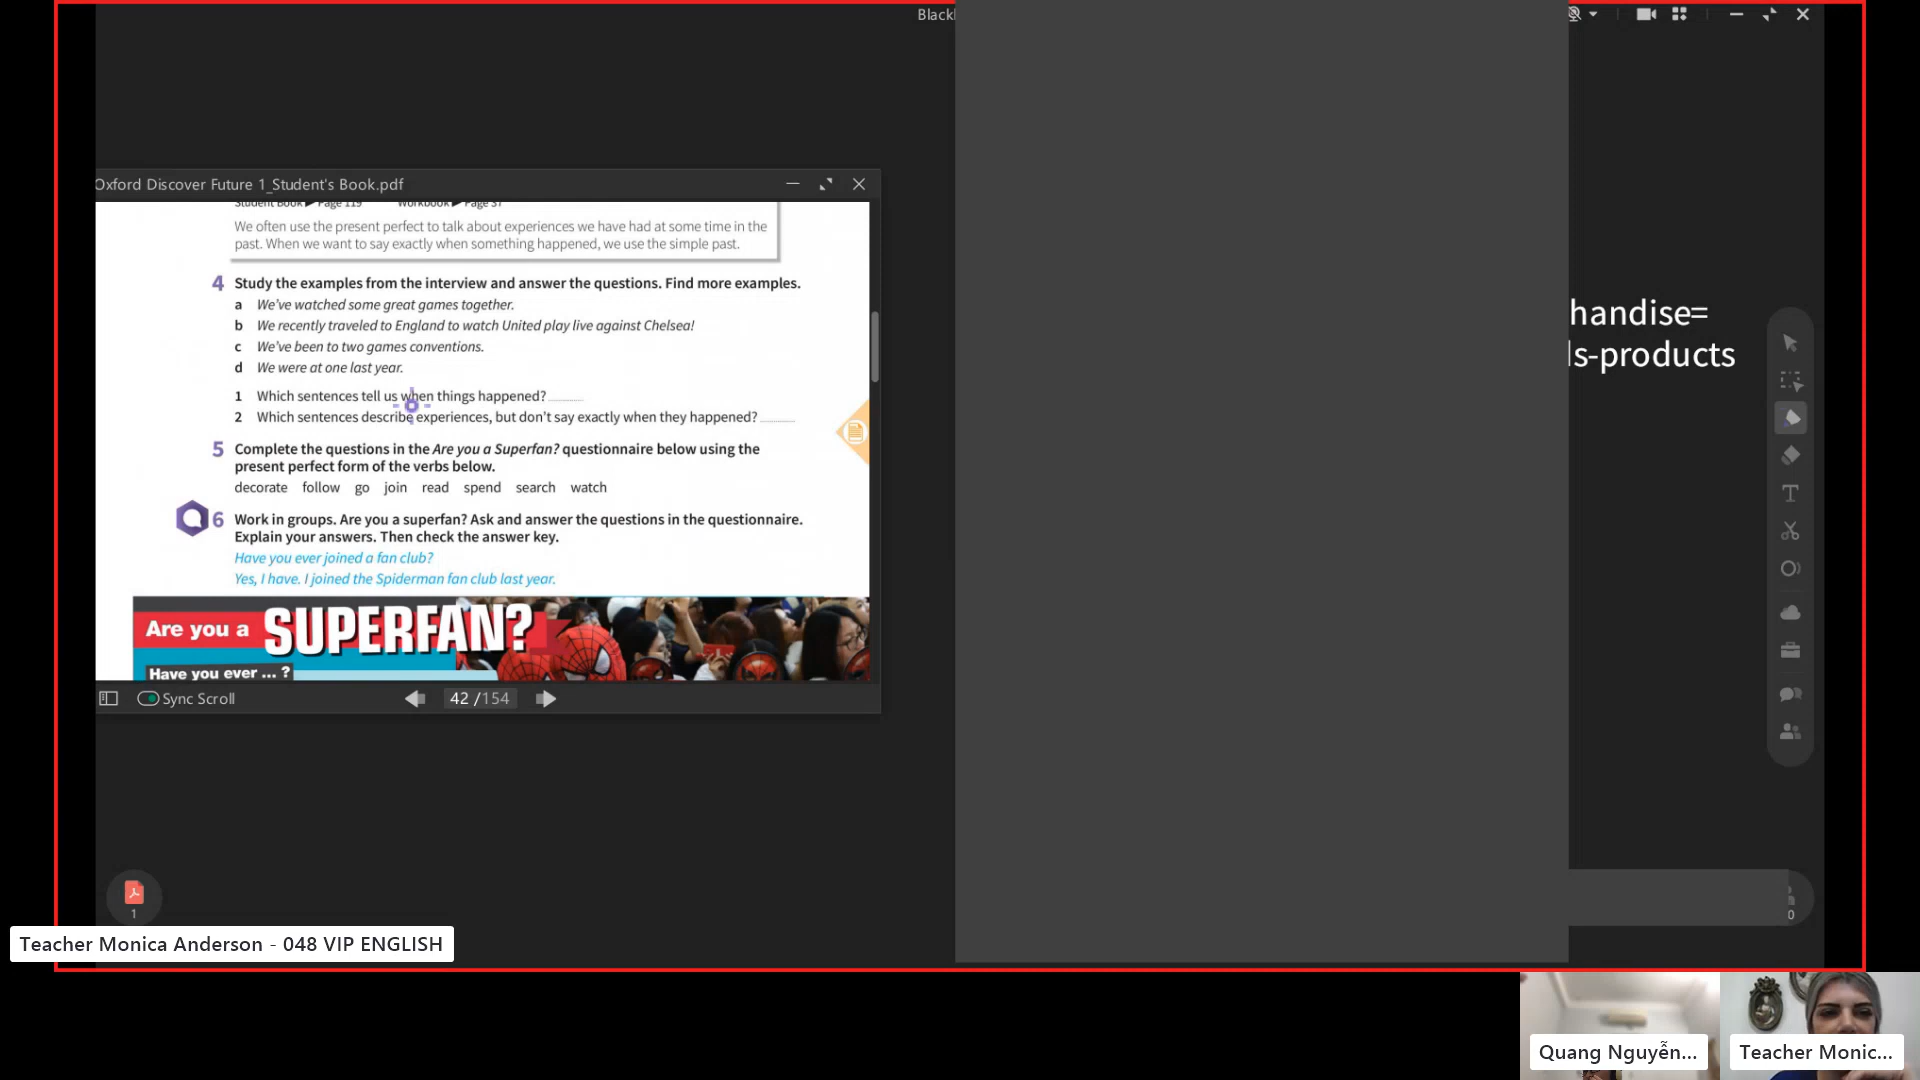 Black
Oxford Discover Future 1_Student's Book.pdf
Student Book ▶ Page 119 Workbook ▶ Page 37
We often use the present perfect to talk about experiences we have had at some time in the
past. When we want to say exactly when something happened, we use the simple past.
4 Study the examples from the interview and answer the questions. Find more examples.
a We've watched some great games together.
b We recently traveled to England to watch United play live against Chelsea!
c We've been to two games conventions.
d We were at one last year.
1 Which sentences tell us when things happened? ............
2 Which sentences describe experiences, but don't say exactly when they happened? ............
5 Complete the questions in the Are you a Superfan? questionnaire below using the
present perfect form of the verbs below.
decorate follow go join read spend search watch
6 Work in groups. Are you a superfan? Ask and answer the questions in the questionnaire.
Explain your answers. Then check the answer key.
Have you ever joined a fan club?
Yes, I have. I joined the Spiderman fan club last year.
Are you a SUPERFAN?
Have you ever ... ?
Sync Scroll
42 /154
handise=
ls-products
1
0
Teacher Monica Anderson - 048 VIP ENGLISH
Quang Nguyễn...
Teacher Monic...